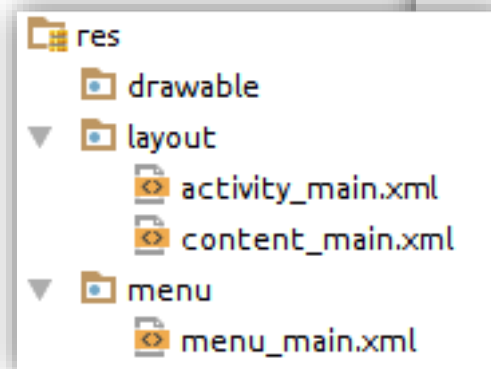 res
drawable
layout
activity_main.xml
content_main.xml
menu
menu_main.xml